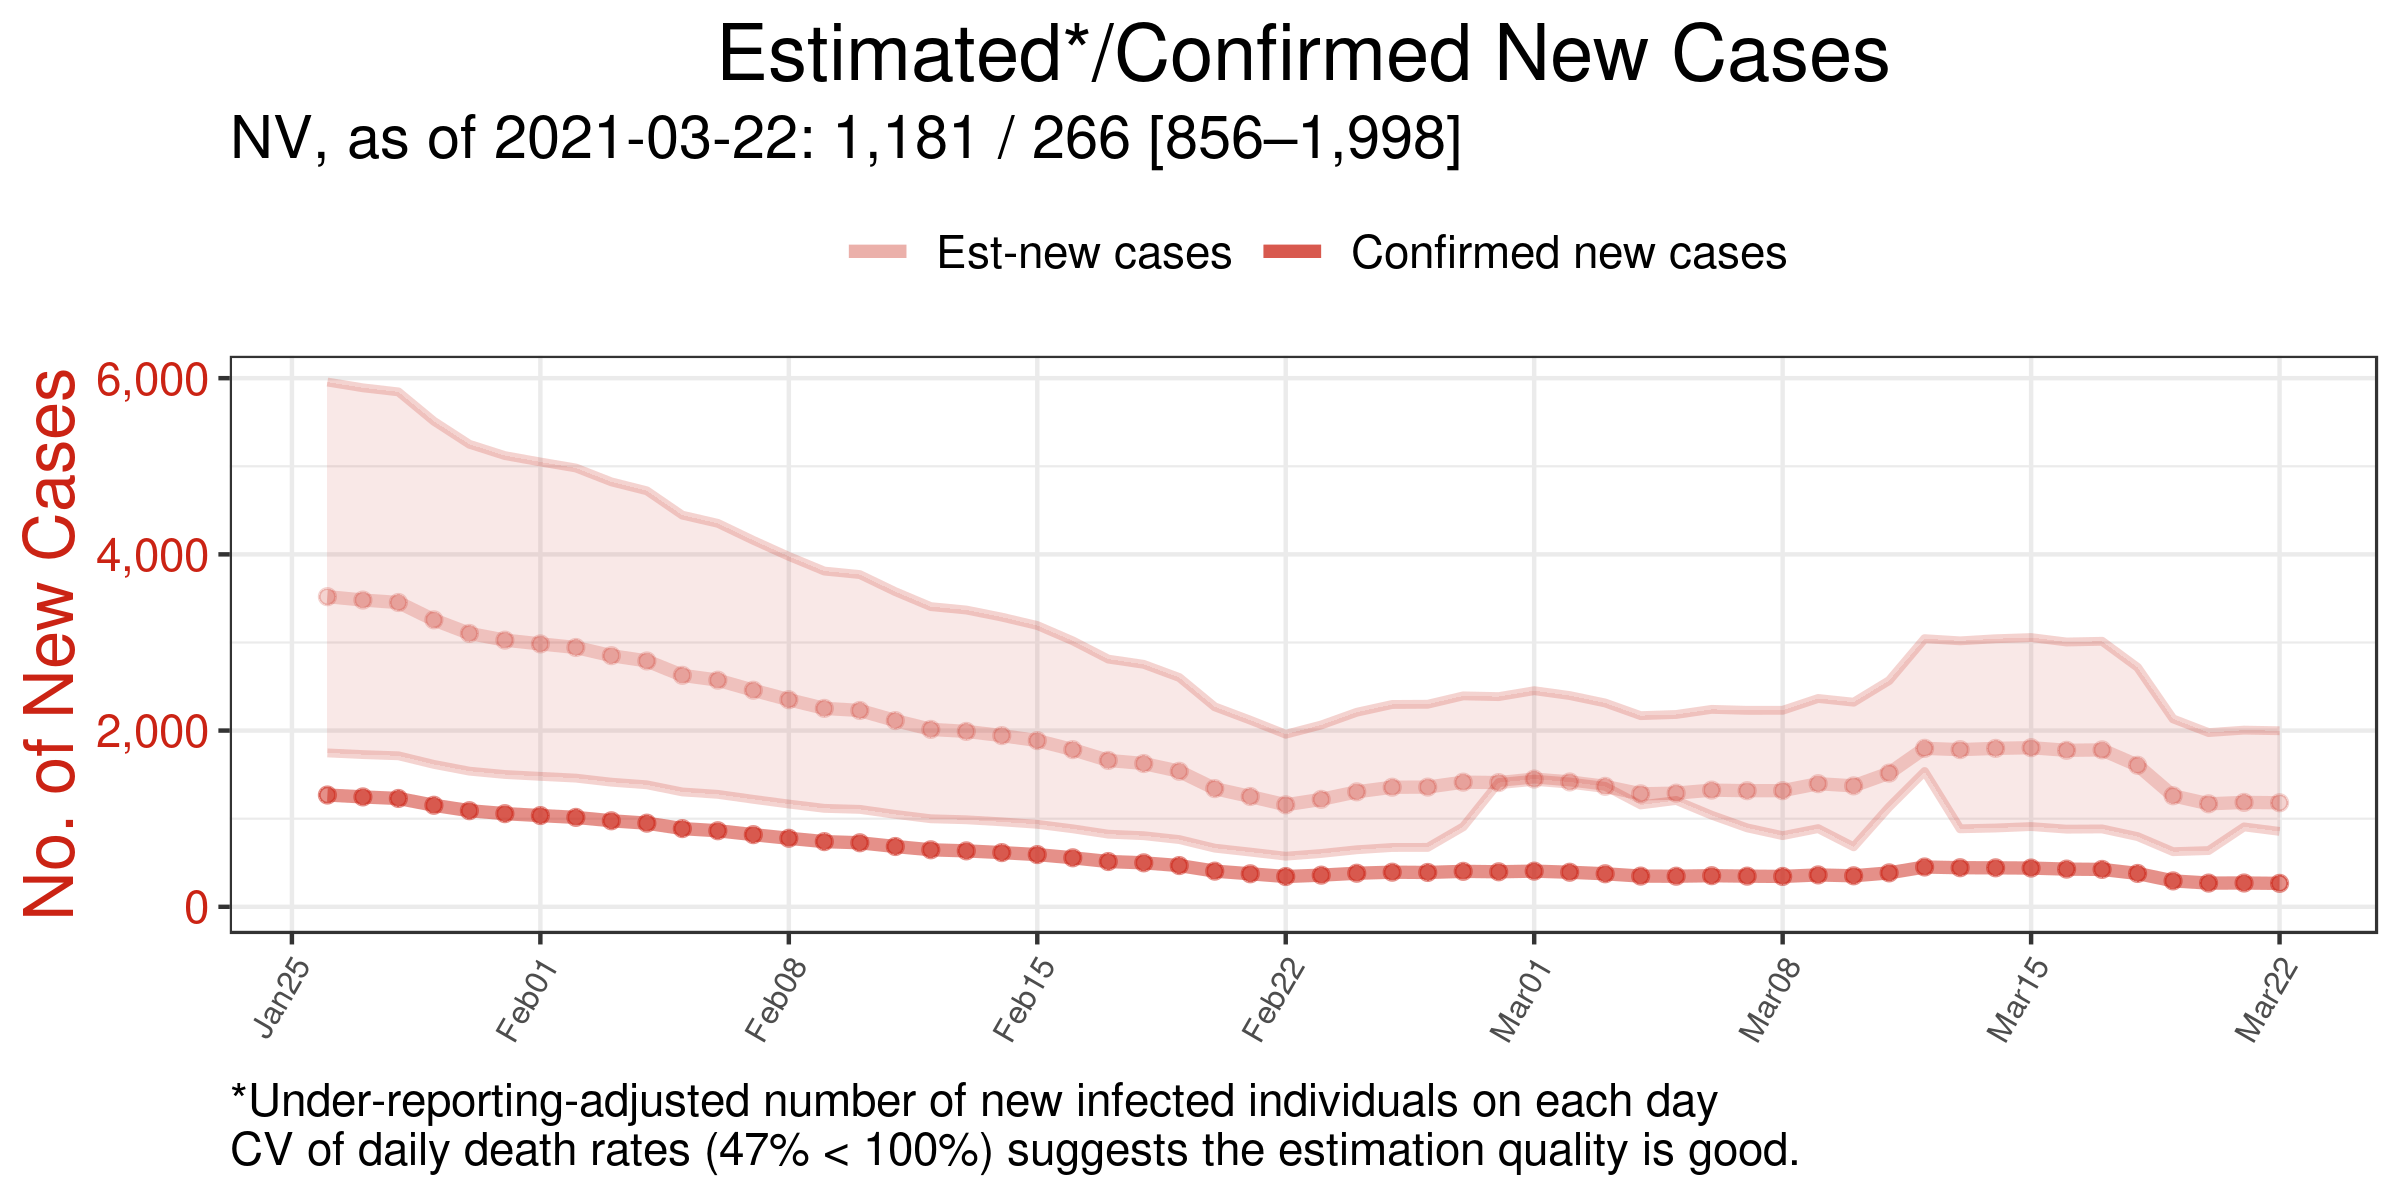 Estimated*/Confirmed New Cases
NV, as of 2021-03-22: 1,181 / 266 [856–1,998]
Est-new cases
Confirmed new cases
No. of New Cases
6,000
4,000
2,000
0
Jan25
Feb01
Feb08
Feb15
Feb22
Mar01
Mar08
Mar15
Mar22
*Under-reporting-adjusted number of new infected individuals on each day
CV of daily death rates (47% < 100%) suggests the estimation quality is good.